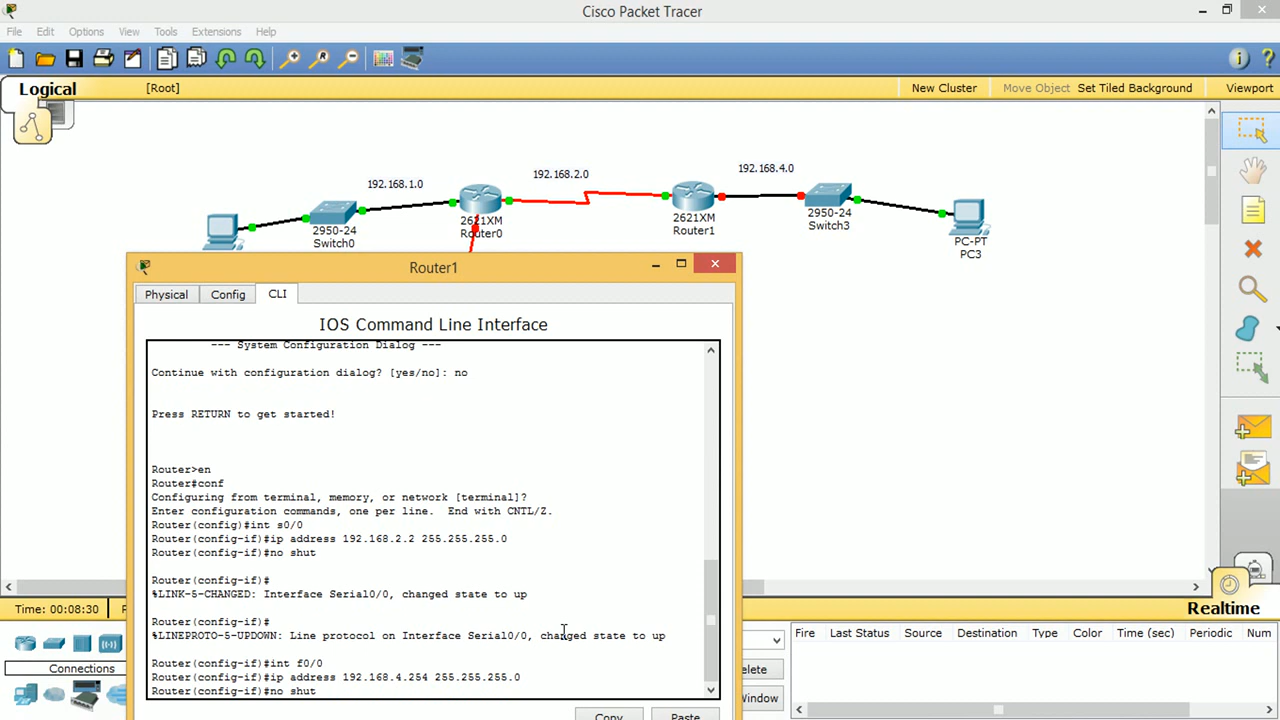 Cisco Packet Tracer
File Edit Options View Tools Extensions Help
Logical [Root] New Cluster Move Object Set Tiled Background Viewport
192.168.1.0
192.168.2.0
192.168.4.0
2950-24
Switch0
2621XM
Router0
2621XM
Router1
2950-24
Switch3
PC-PT
PC3
Router1
Physical Config CLI
IOS Command Line Interface
--- System Configuration Dialog ---
Continue with configuration dialog? [yes/no]: no
Press RETURN to get started!
Router>en
Router#conf
Configuring from terminal, memory, or network [terminal]?
Enter configuration commands, one per line.  End with CNTL/Z.
Router(config)#int s0/0
Router(config-if)#ip address 192.168.2.2 255.255.255.0
Router(config-if)#no shut
Router(config-if)#
%LINK-5-CHANGED: Interface Serial0/0, changed state to up
Router(config-if)#
%LINEPROTO-5-UPDOWN: Line protocol on Interface Serial0/0, changed state to up
Router(config-if)#int f0/0
Router(config-if)#ip address 192.168.4.254 255.255.255.0
Router(config-if)#no shut
Copy Paste
Time: 00:08:30
Realtime
Connections
Fire Last Status Source Destination Type Color Time (sec) Periodic Num
elete
Window